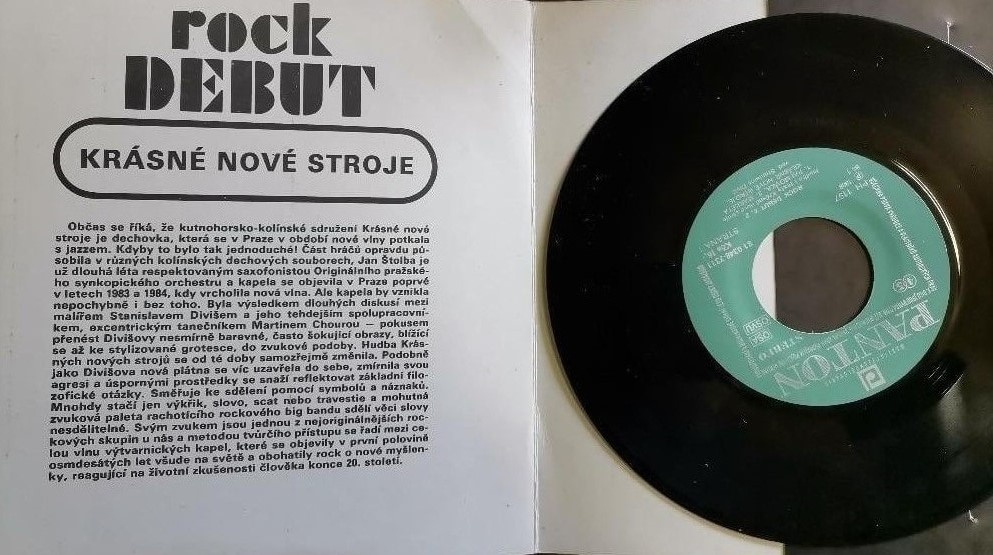 rock
DEBUT
KRÁSNÉ NOVÉ STROJE
Občas se říká, že kutnohorsko-kolínské sdružení Krásné nové
stroje je dechovka, která se v Praze v období nové vlny potkala
s jazzem. Kdyby to bylo tak jednoduché! Část hráčů opravdu pů-
sobila v různých kolínských dechových souborech, Jan Štolba je
už dlouhá léta respektovaným saxofonistou Originálního pražské-
ho synkopického orchestru a kapela se objevila v Praze poprvé
v letech 1983 a 1984, kdy vrcholila nová vlna. Ale kapela by vznikla
nepochybně i bez toho. Byla výsledkem dlouhých diskusí mezi
malířem Stanislavem Divišem a jeho tehdejším spolupracovní-
kem, excentrickým tanečníkem Martinem Chourou — pokusem
přenést Divišovy nesmírně barevné, často šokující obrazy, blížící
se až ke stylizované grotesce, do zvukové podoby. Hudba Krás-
ných nových strojů se od té doby samozřejmě změnila. Podobně
jako Divišova nová plátna se víc uzavřela do sebe, zmírnila svou
agresi a úspornými prostředky se snaží reflektovat základní filo-
zofické otázky. Směřuje ke sdělení pomocí symbolů a náznaků.
Mnohdy stačí jen výkřik, slovo, scat nebo travestie a mohutná
zvuková paleta rachotícího rockového big bandu sdělí věci slovy
nesdělitelné. Svým zvukem jsou jednou z nejoriginálnějších roc-
kových skupin u nás a metodou tvůrčího přístupu se řadí mezi ce-
lou vlnu výtvarnických kapel, které se objevily v první polovině
osmdesátých let všude na světě a obohatily rock o nové myšlen-
ky, reagující na životní zkušenosti člověka konce 20. století.
PANTON
STEREO
OSA
STRANA 1
ROCK DEBUT č. 2